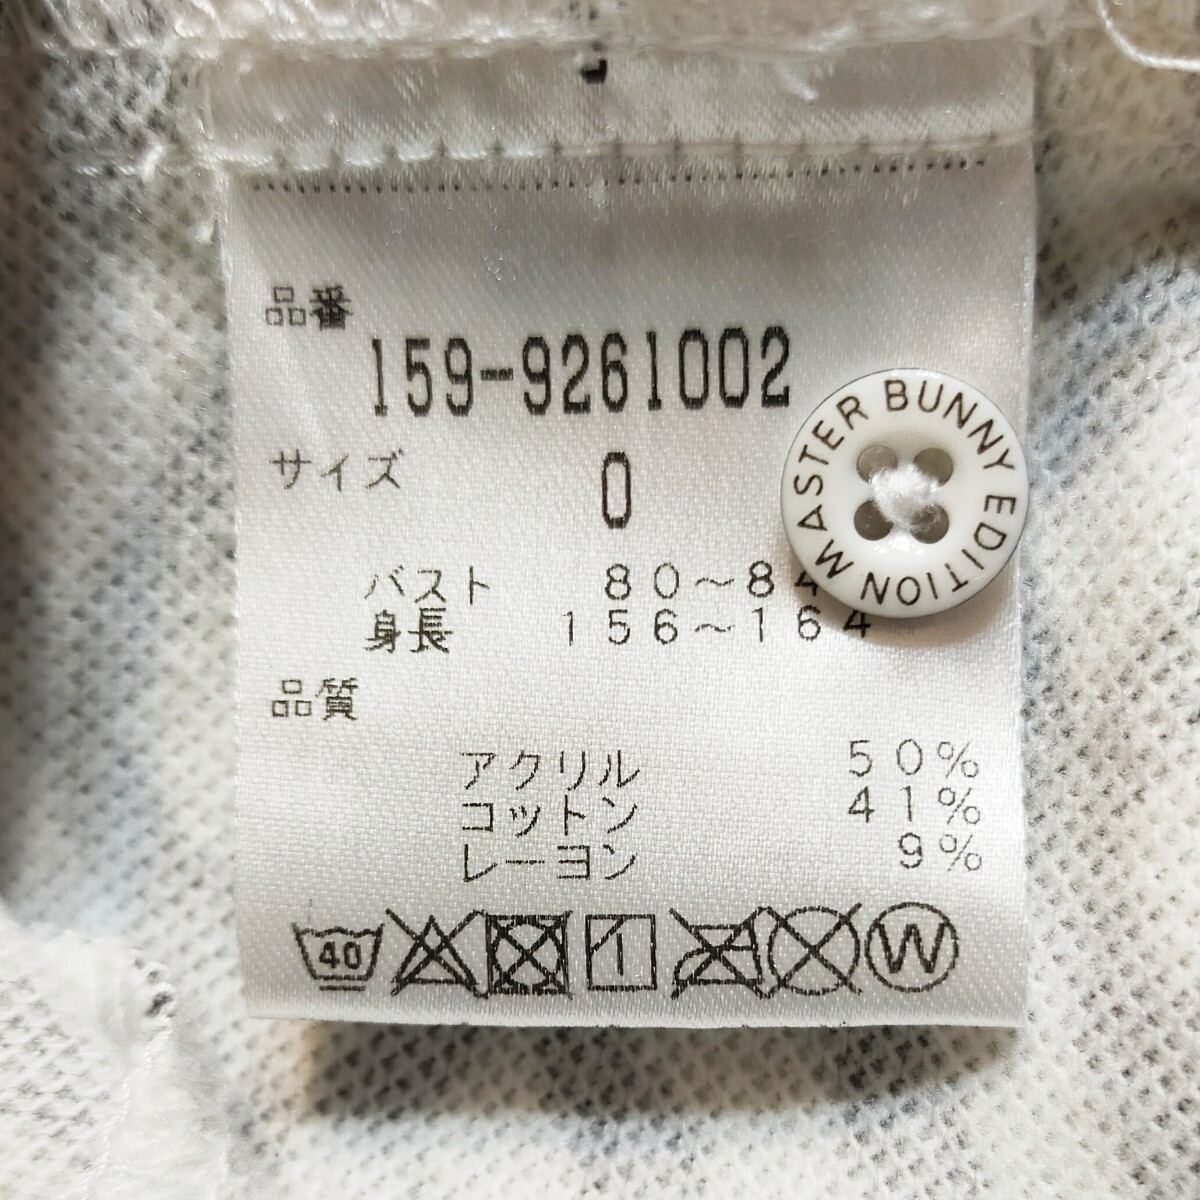 品番
159-9261002
サイズ 0
バスト 80～84
身長 156～164
品質
アクリル 50%
コットン 41%
レーヨン 9%
40 W
MASTER BUNNY EDITION